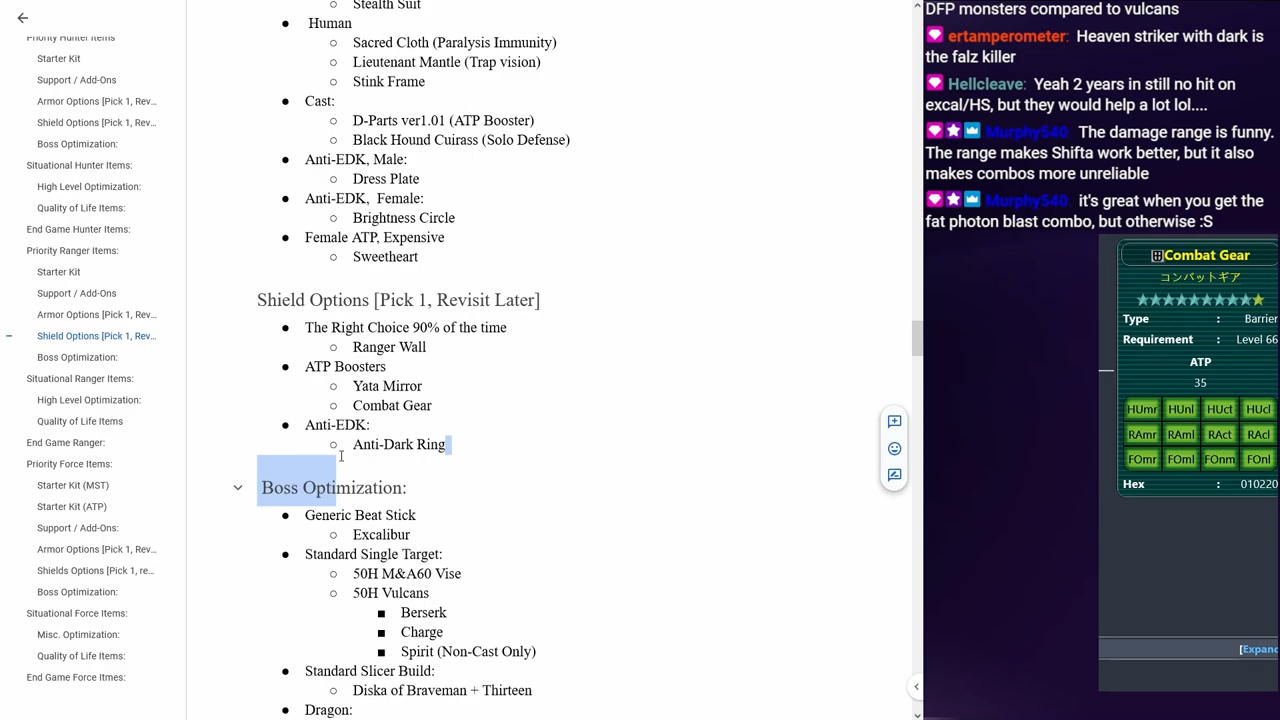 Priority Hunter Items
Starter Kit
Support / Add-Ons
Armor Options [Pick 1, Rev...
Shield Options [Pick 1, Rev...
Boss Optimization:
Situational Hunter Items:
High Level Optimization:
Quality of Life Items:
End Game Hunter Items:
Priority Ranger Items:
Starter Kit
Support / Add-Ons
Armor Options [Pick 1, Rev...
Shield Options [Pick 1, Rev...
Boss Optimization:
Situational Ranger Items:
High Level Optimization:
Quality of Life Items
End Game Ranger:
Priority Force Items:
Starter Kit (MST)
Starter Kit (ATP)
Support / Add-Ons:
Armor Options [Pick 1, Rev...
Shields Options [Pick 1, re...
Boss Optimization:
Situational Force Items:
Misc. Optimization:
Quality of Life Items:
End Game Force Itmes:
Stealth Suit
Human
Sacred Cloth (Paralysis Immunity)
Lieutenant Mantle (Trap vision)
Stink Frame
Cast:
D-Parts ver1.01 (ATP Booster)
Black Hound Cuirass (Solo Defense)
Anti-EDK, Male:
Dress Plate
Anti-EDK, Female:
Brightness Circle
Female ATP, Expensive
Sweetheart
Shield Options [Pick 1, Revisit Later]
The Right Choice 90% of the time
Ranger Wall
ATP Boosters
Yata Mirror
Combat Gear
Anti-EDK:
Anti-Dark Ring
Boss Optimization:
Generic Beat Stick
Excalibur
Standard Single Target:
50H M&A60 Vise
50H Vulcans
Berserk
Charge
Spirit (Non-Cast Only)
Standard Slicer Build:
Diska of Braveman + Thirteen
Dragon:
DFP monsters compared to vulcans
ertamperometer: Heaven striker with dark is
the falz killer
Hellcleave: Yeah 2 years in still no hit on
excal/HS, but they would help a lot lol....
Murphy540: The damage range is funny.
The range makes Shifta work better, but it also
makes combos more unreliable
Murphy540: it's great when you get the
fat photon blast combo, but otherwise :S
Combat Gear
コンバットギア
★★★★★★★★★★
Type : Barrier
Requirement : Level 66
ATP
35
HUmr HUnl HUct HUcl
RAmr RAml RAct RAcl
FOmr FOml FOnm FOnl
Hex : 010220
[Expand